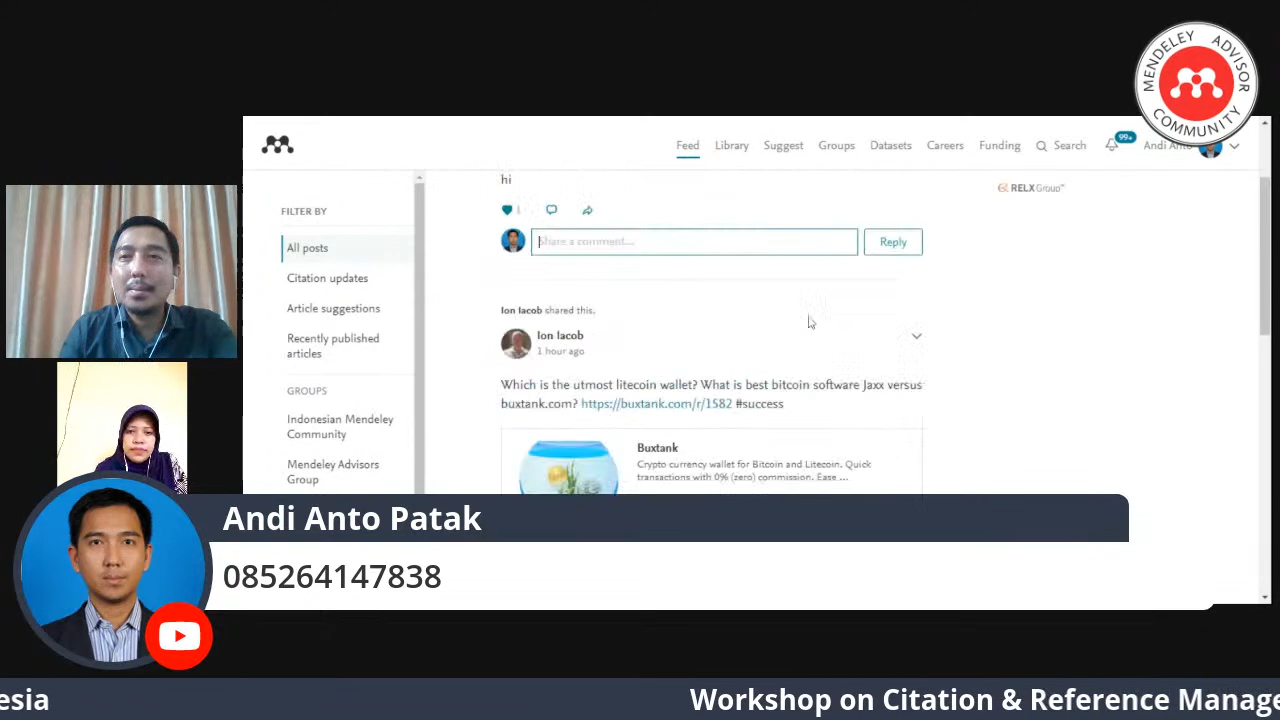 MENDELEY ADVISOR COMMUNITY
Feed Library Suggest Groups Datasets Careers Funding Search 99+ Andi Anto
hi
RELX Group™
FILTER BY
1
Share a comment...
Reply
All posts
Citation updates
Article suggestions
Recently published
articles
GROUPS
Indonesian Mendeley
Community
Mendeley Advisors
Group
Ion Iacob shared this.
Ion Iacob
1 hour ago
Which is the utmost litecoin wallet? What is best bitcoin software Jaxx versus
buxtank.com? https://buxtank.com/r/1582 #success
Buxtank
Crypto currency wallet for Bitcoin and Litecoin. Quick
transactions with 0% (zero) commission. Ease ...
Andi Anto Patak
085264147838
esia
Workshop on Citation & Reference Manage